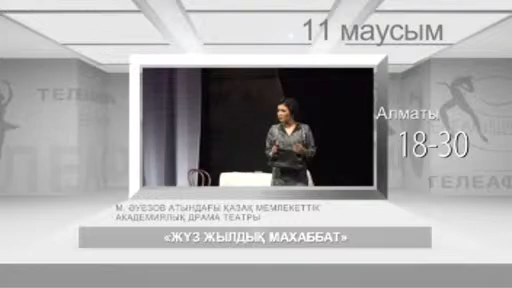 11 маусым
Алматы
18-30
М. ӘУЕЗОВ АТЫНДАҒЫ ҚАЗАҚ МЕМЛЕКЕТТІК
АКАДЕМИЯЛЫҚ ДРАМА ТЕАТРЫ
«ЖҮЗ ЖЫЛДЫҚ МАХАББАТ»